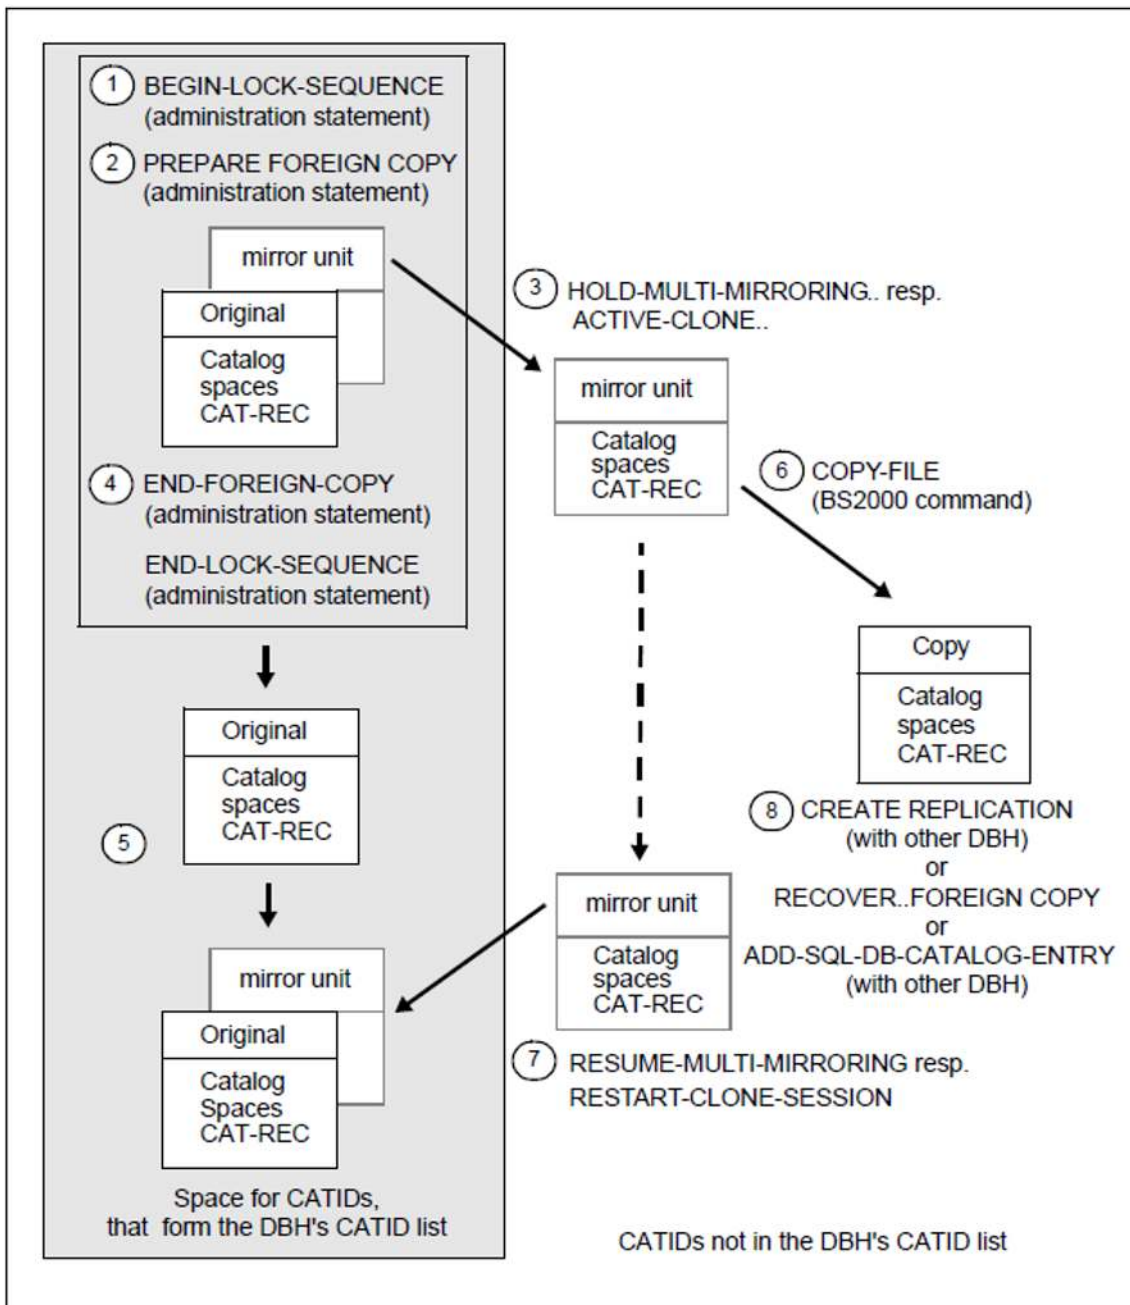 1 BEGIN-LOCK-SEQUENCE
(administration statement)
2 PREPARE FOREIGN COPY
(administration statement)
mirror unit
Original
Catalog
spaces
CAT-REC
3 HOLD-MULTI-MIRRORING.. resp.
ACTIVE-CLONE..
mirror unit
Catalog
spaces
CAT-REC
4 END-FOREIGN-COPY
(administration statement)
END-LOCK-SEQUENCE
(administration statement)
6 COPY-FILE
(BS2000 command)
Copy
Catalog
spaces
CAT-REC
Original
Catalog
spaces
CAT-REC
5
8 CREATE REPLICATION
(with other DBH)
or
RECOVER..FOREIGN COPY
or
ADD-SQL-DB-CATALOG-ENTRY
(with other DBH)
mirror unit
Catalog
spaces
CAT-REC
mirror unit
Original
Catalog
Spaces
CAT-REC
7 RESUME-MULTI-MIRRORING resp.
RESTART-CLONE-SESSION
Space for CATIDs,
that form the DBH's CATID list
CATIDs not in the DBH's CATID list